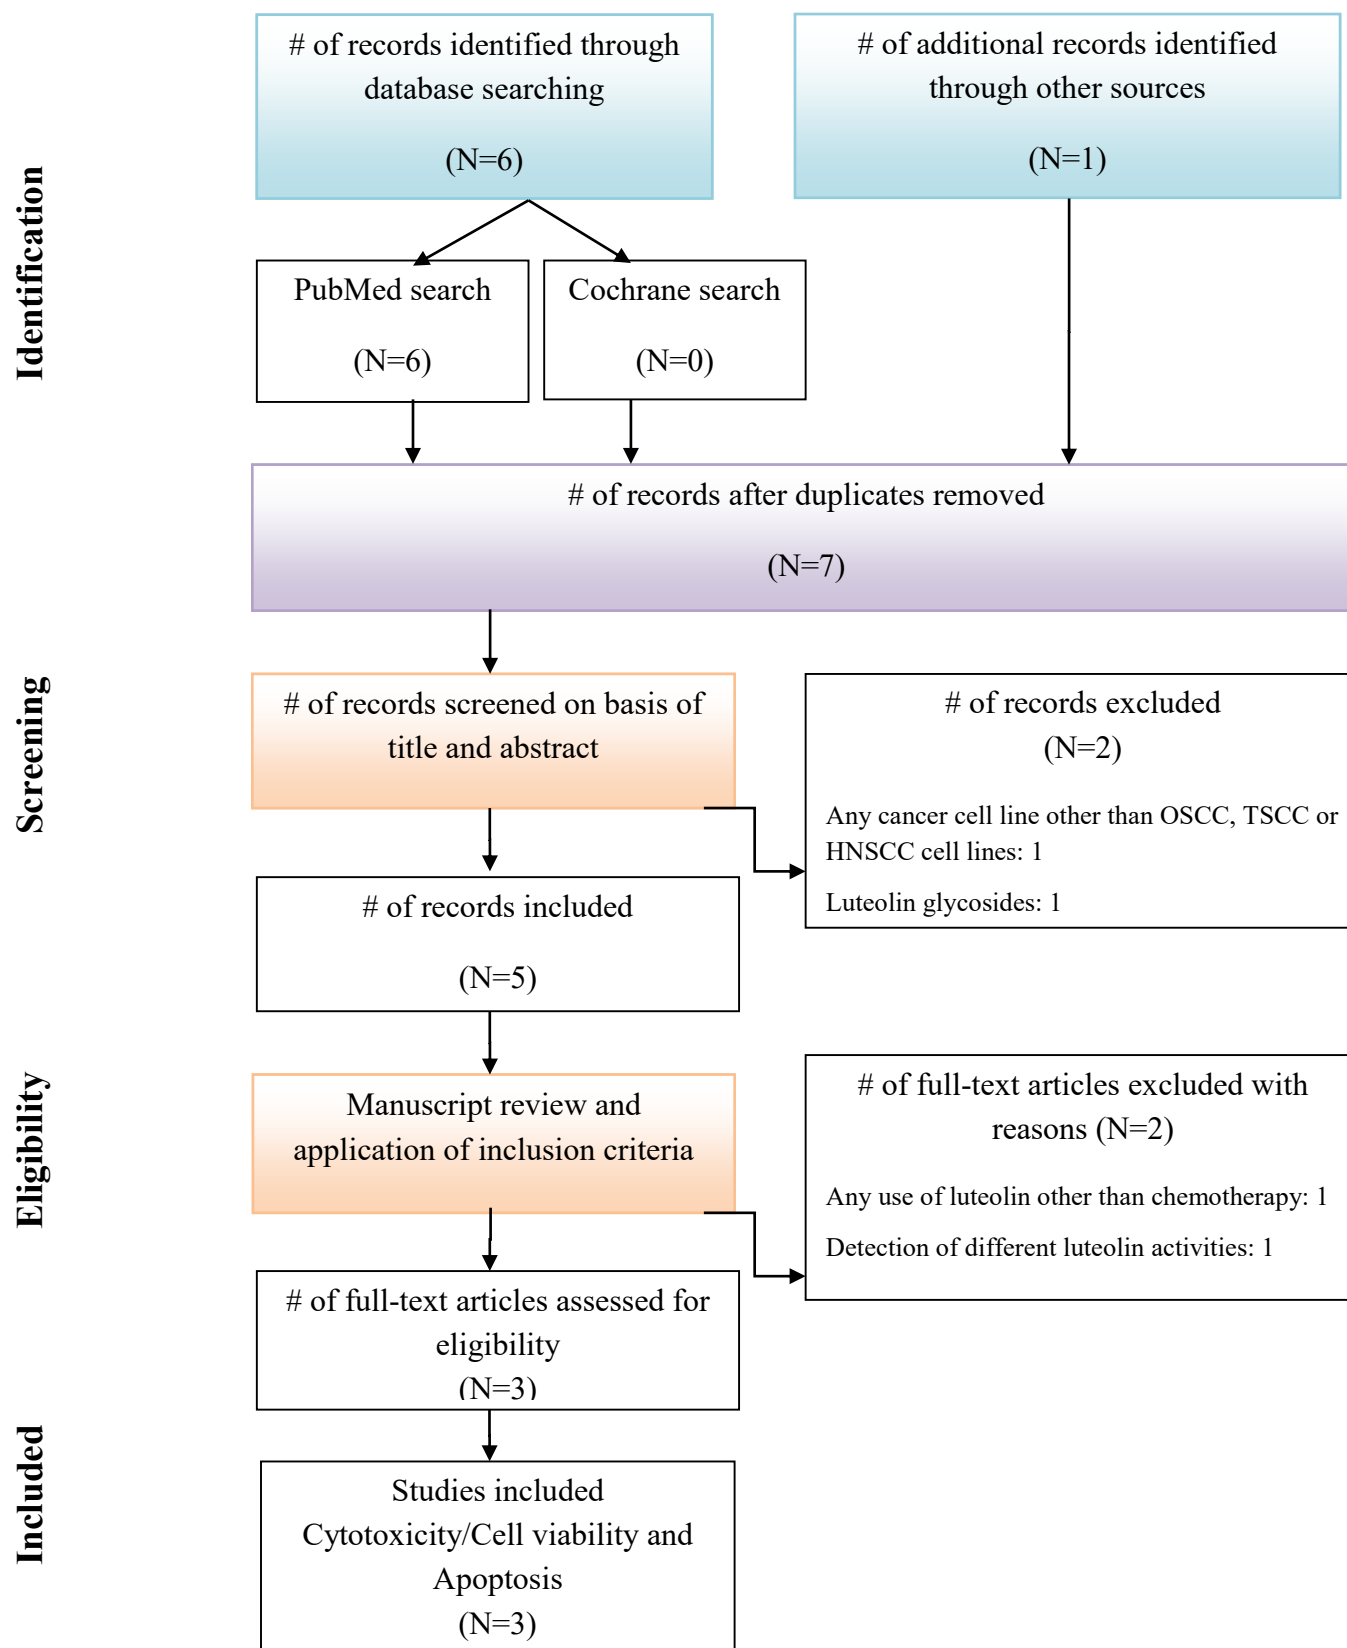 # of records identified through
database searching
(N=6)
# of additional records identified
through other sources
(N=1)
Identification
PubMed search
(N=6)
Cochrane search
(N=0)
# of records after duplicates removed
(N=7)
Screening
# of records screened on basis of
title and abstract
# of records excluded
(N=2)
Any cancer cell line other than OSCC, TSCC or
HNSCC cell lines: 1
Luteolin glycosides: 1
# of records included
(N=5)
Eligibility
Manuscript review and
application of inclusion criteria
# of full-text articles excluded with
reasons (N=2)
Any use of luteolin other than chemotherapy: 1
Detection of different luteolin activities: 1
# of full-text articles assessed for
eligibility
(N=3)
Included
Studies included
Cytotoxicity/Cell viability and
Apoptosis
(N=3)